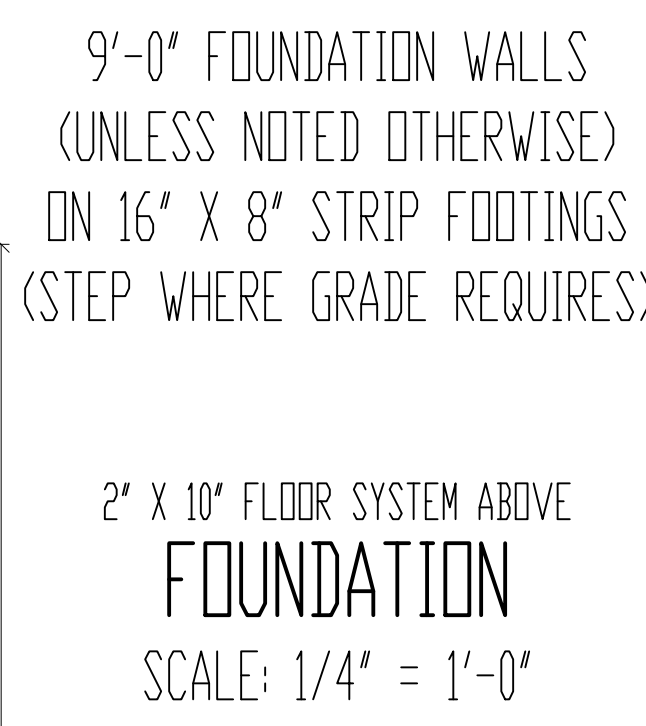 9'-0" FOUNDATION WALLS
(UNLESS NOTED OTHERWISE)
ON 16" X 8" STRIP FOOTINGS
(STEP WHERE GRADE REQUIRES)
2" X 10" FLOOR SYSTEM ABOVE
FOUNDATION
SCALE: 1/4" = 1'-0"